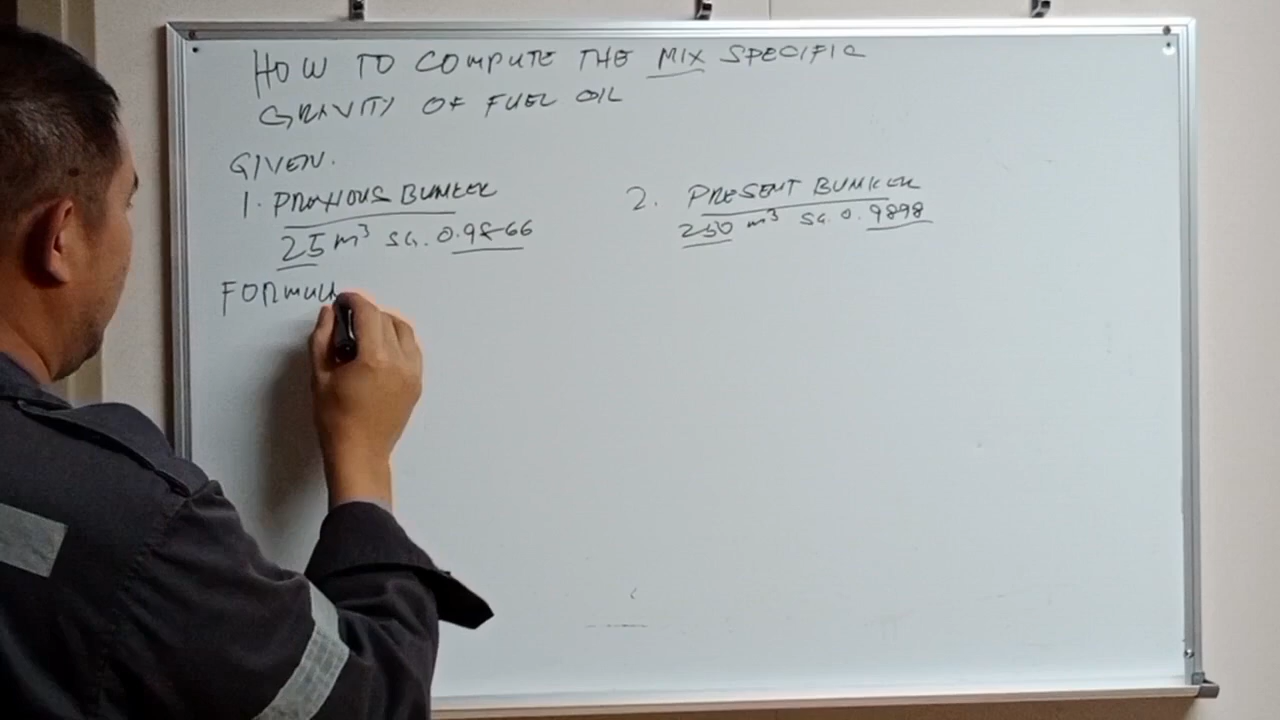 HOW TO COMPUTE THE MIX SPECIFIC
GRAVITY OF FUEL OIL
GIVEN.
1. PREVIOUS BUNKER
25 m³ SG. 0.9866
2. PRESENT BUNKER
250 m³ SG. 0.9898
FORMUL